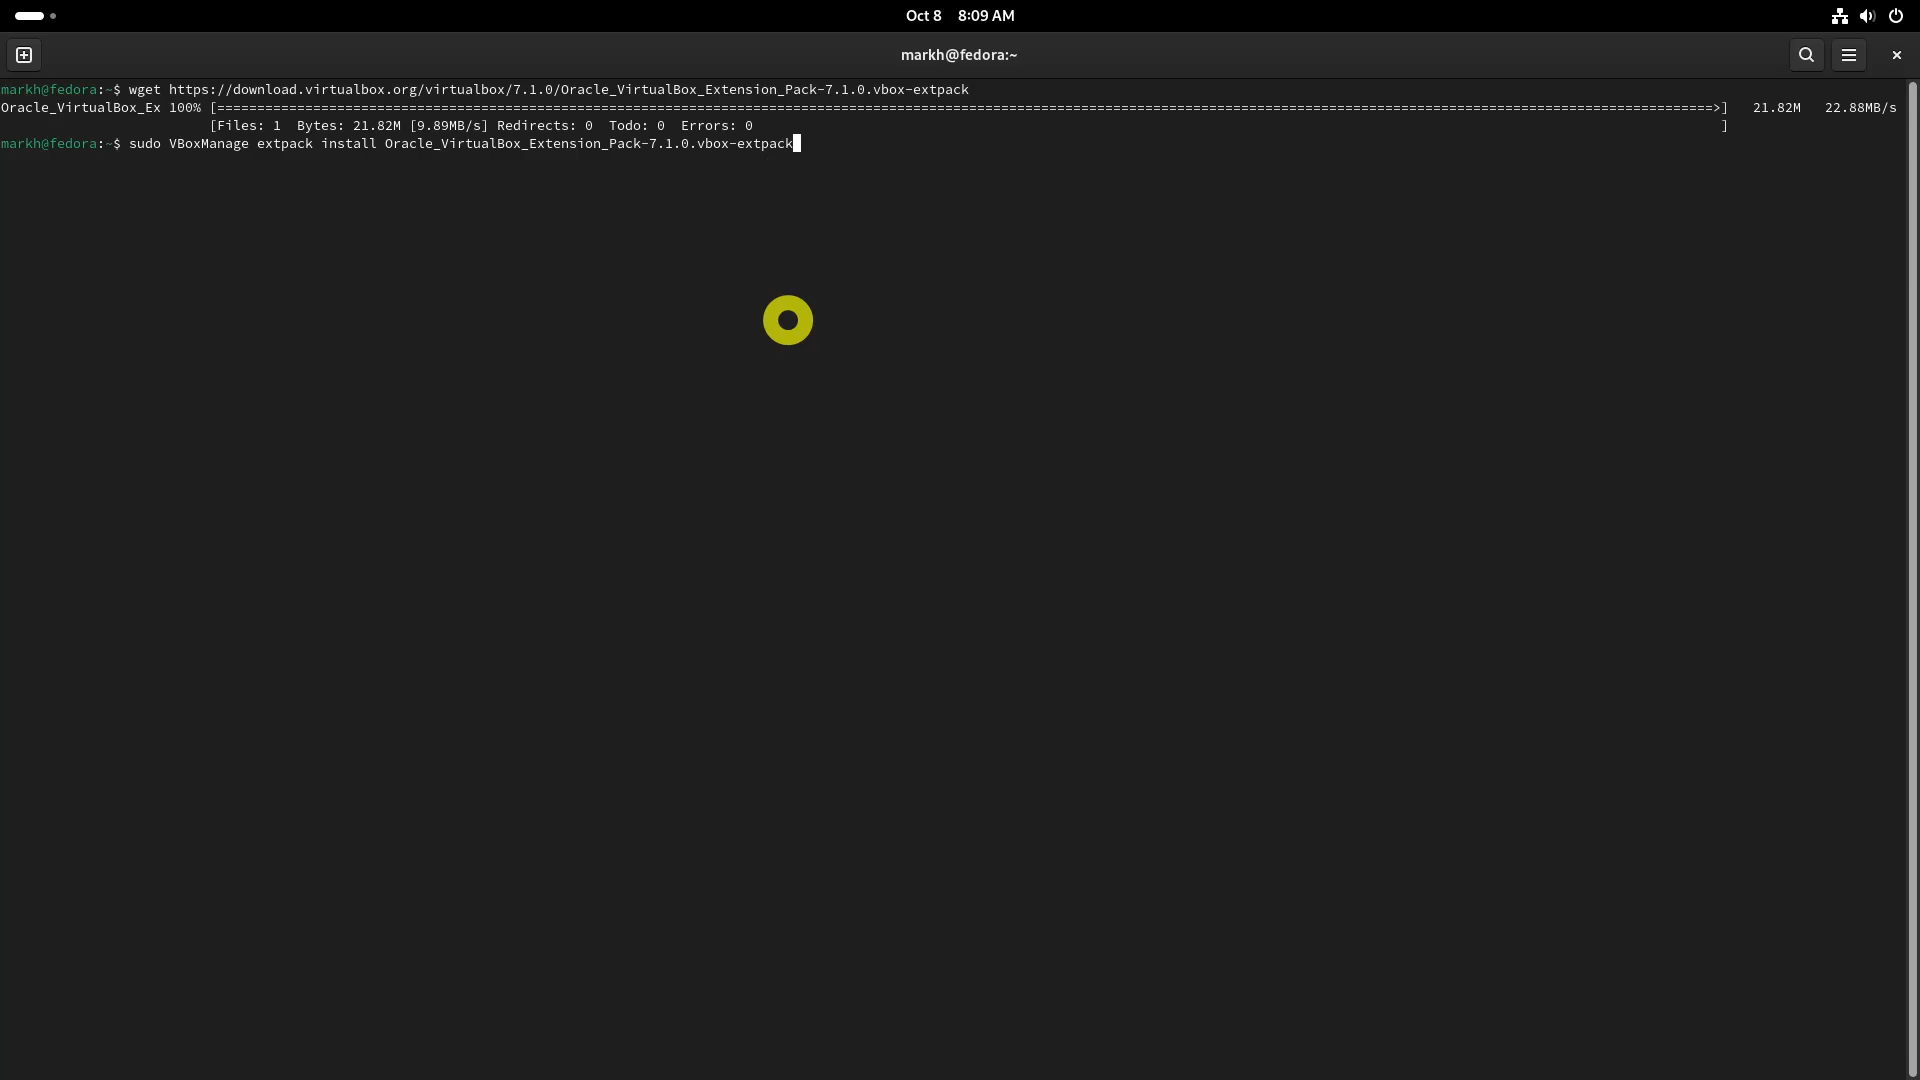 Oct 8 8:09 AM
markh@fedora:~
markh@fedora:~$ wget https://download.virtualbox.org/virtualbox/7.1.0/Oracle_VirtualBox_Extension_Pack-7.1.0.vbox-extpack
Oracle_VirtualBox_Ex 100% [===========================================================================================================================================================================================>] 21.82M 22.88MB/s
[Files: 1 Bytes: 21.82M [9.89MB/s] Redirects: 0 Todo: 0 Errors: 0 ]
markh@fedora:~$ sudo VBoxManage extpack install Oracle_VirtualBox_Extension_Pack-7.1.0.vbox-extpack